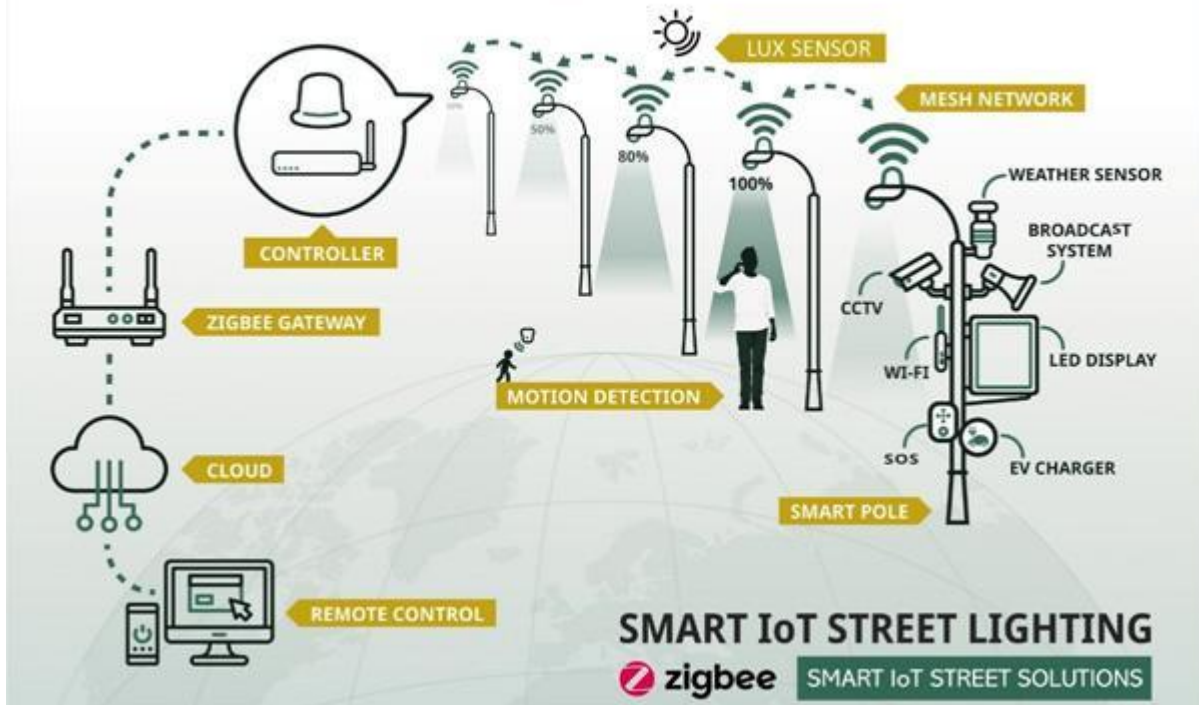 LUX SENSOR
MESH NETWORK
50%
80%
100%
WEATHER SENSOR
BROADCAST
SYSTEM
CONTROLLER
CCTV
ZIGBEE GATEWAY
WI-FI
LED DISPLAY
MOTION DETECTION
CLOUD
SOS
EV CHARGER
SMART POLE
REMOTE CONTROL
SMART IoT STREET LIGHTING
zigbee
SMART IoT STREET SOLUTIONS